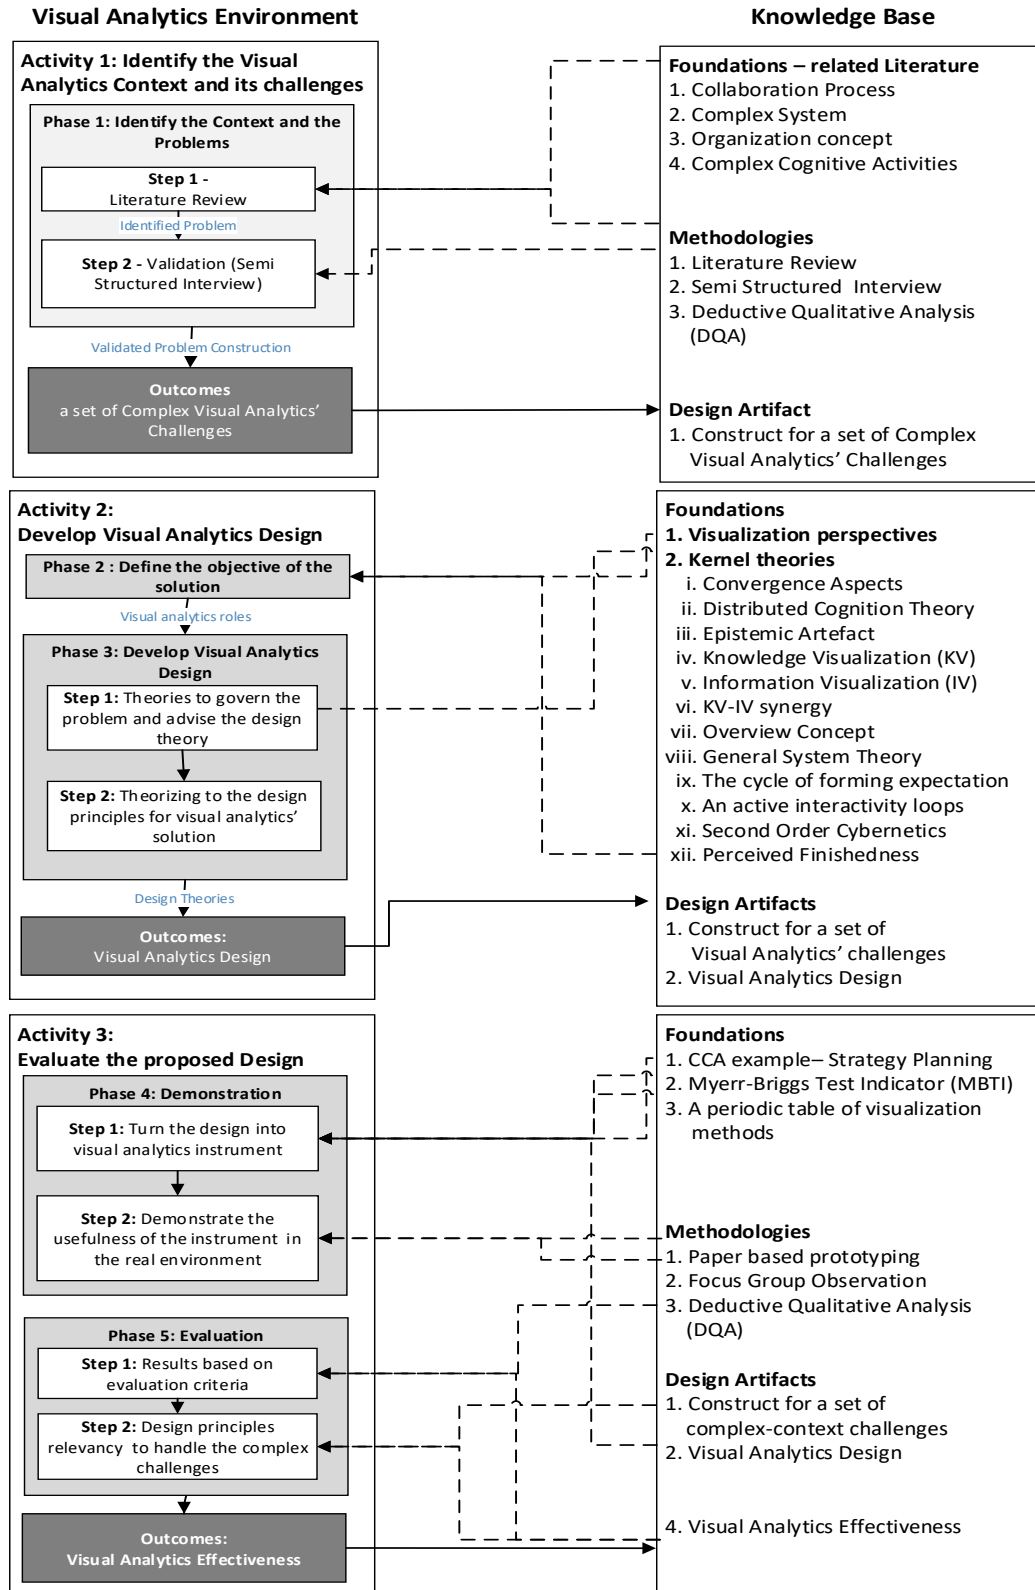 Visual Analytics Environment
Activity 1: Identify the Visual
Analytics Context and its challenges
Phase 1: Identify the Context and the
Problems
Step 1 -
Literature Review
Identified Problem
Step 2 - Validation (Semi
Structured Interview)
Validated Problem Construction
Outcomes
a set of Complex Visual Analytics’
Challenges
Knowledge Base
Foundations – related Literature
1. Collaboration Process
2. Complex System
3. Organization concept
4. Complex Cognitive Activities
Methodologies
1. Literature Review
2. Semi Structured Interview
3. Deductive Qualitative Analysis
(DQA)
Design Artifact
1. Construct for a set of Complex
Visual Analytics’ Challenges
Activity 2:
Develop Visual Analytics Design
Phase 2 : Define the objective of the
solution
Visual analytics roles
Phase 3: Develop Visual Analytics
Design
Step 1: Theories to govern the
problem and advise the design
theory
Step 2: Theorizing to the design
principles for visual analytics’
solution
Design Theories
Outcomes:
Visual Analytics Design
Foundations
1. Visualization perspectives
2. Kernel theories
i. Convergence Aspects
ii. Distributed Cognition Theory
iii. Epistemic Artefact
iv. Knowledge Visualization (KV)
v. Information Visualization (IV)
vi. KV-IV synergy
vii. Overview Concept
viii. General System Theory
ix. The cycle of forming expectation
x. An active interactivity loops
xi. Second Order Cybernetics
xii. Perceived Finishedness
Design Artifacts
1. Construct for a set of
Visual Analytics’ challenges
2. Visual Analytics Design
Activity 3:
Evaluate the proposed Design
Phase 4: Demonstration
Step 1: Turn the design into
visual analytics instrument
Step 2: Demonstrate the
usefulness of the instrument in
the real environment
Phase 5: Evaluation
Step 1: Results based on
evaluation criteria
Step 2: Design principles
relevancy to handle the complex
challenges
Outcomes:
Visual Analytics Effectiveness
Foundations
1. CCA example– Strategy Planning
2. Myerr-Briggs Test Indicator (MBTI)
3. A periodic table of visualization
methods
Methodologies
1. Paper based prototyping
2. Focus Group Observation
3. Deductive Qualitative Analysis
(DQA)
Design Artifacts
1. Construct for a set of
complex-context challenges
2. Visual Analytics Design
4. Visual Analytics Effectiveness